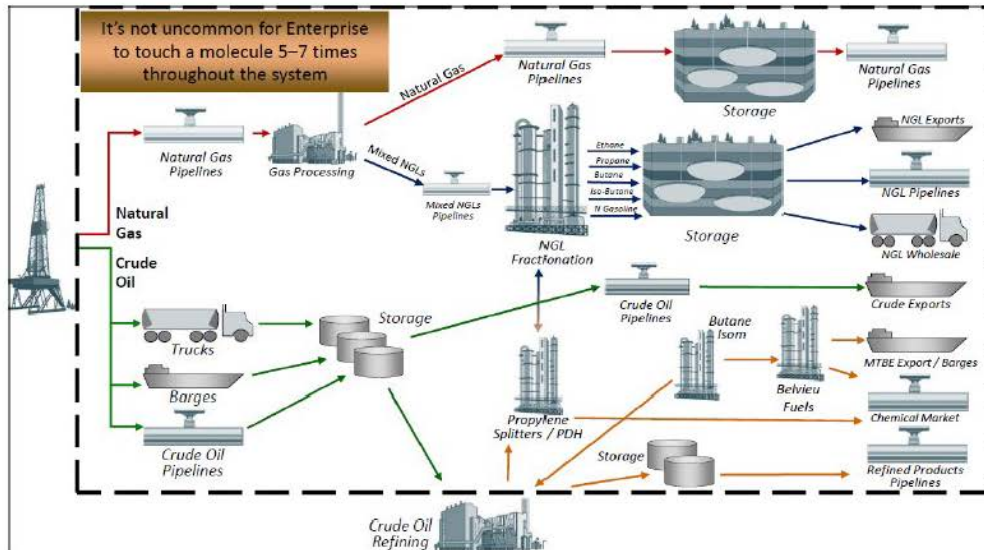 It's not uncommon for Enterprise
to touch a molecule 5–7 times
throughout the system
Natural Gas
Pipelines
Gas Processing
Natural Gas
Mixed NGLs
Natural Gas
Pipelines
Storage
Natural Gas
Pipelines
Mixed NGLs
Pipelines
NGL
Fractionation
Ethane
Propane
Butane
Iso-Butane
N Gasoline
Storage
NGL Exports
NGL Pipelines
NGL Wholesale
Natural
Gas
Crude
Oil
Trucks
Barges
Crude Oil
Pipelines
Storage
Crude Oil
Pipelines
Crude Exports
Butane
Isom
Belvieu
Fuels
MTBE Export / Barges
Chemical Market
Propylene
Splitters / PDH
Storage
Refined Products
Pipelines
Crude Oil
Refining